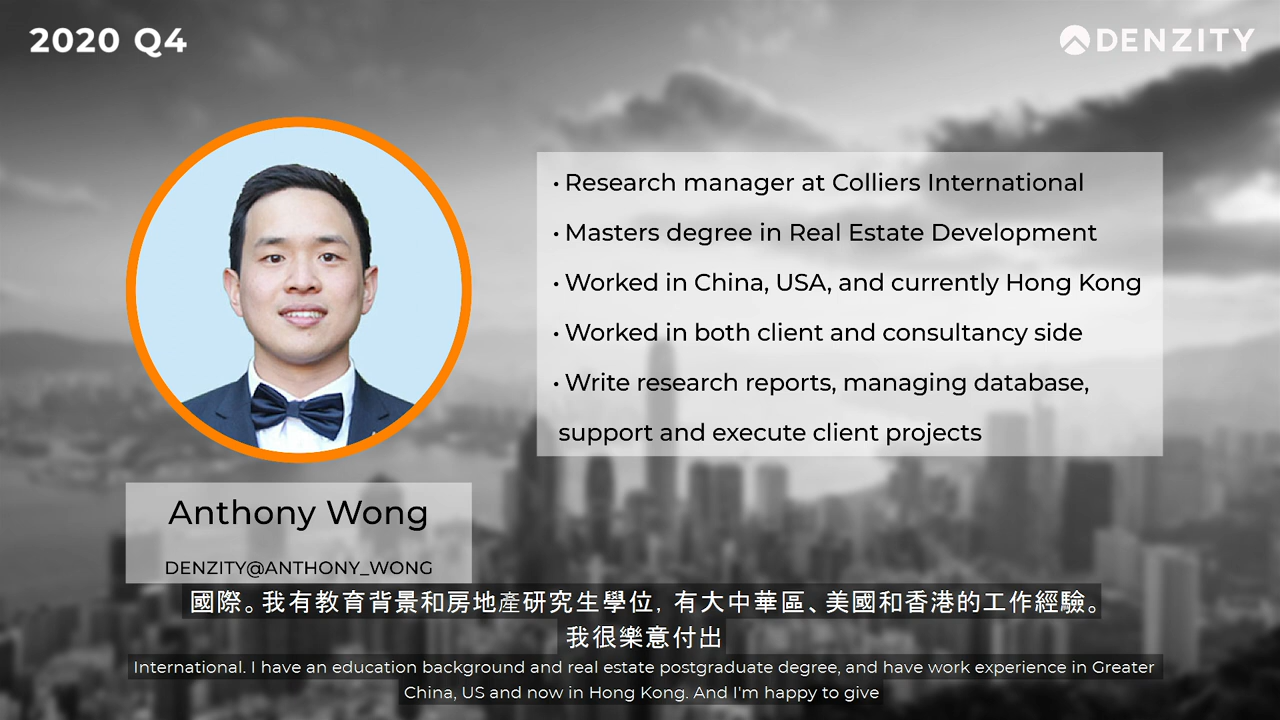 2020 Q4
DENZITY
• Research manager at Colliers International
• Masters degree in Real Estate Development
• Worked in China, USA, and currently Hong Kong
• Worked in both client and consultancy side
• Write research reports, managing database,
support and execute client projects
Anthony Wong
DENZITY@ANTHONY_WONG
國際。我有教育背景和房地產研究生學位，有大中華區、美國和香港的工作經驗。
我很樂意付出
International. I have an education background and real estate postgraduate degree, and have work experience in Greater
China, US and now in Hong Kong. And I'm happy to give